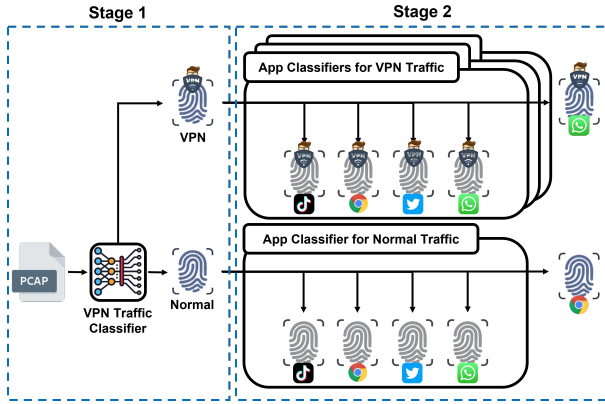 Stage 1
Stage 2
App Classifiers for VPN Traffic
VPN
VPN
VPN
VPN
VPN
VPN
VPN
App Classifier for Normal Traffic
PCAP
Normal
VPN Traffic
Classifier